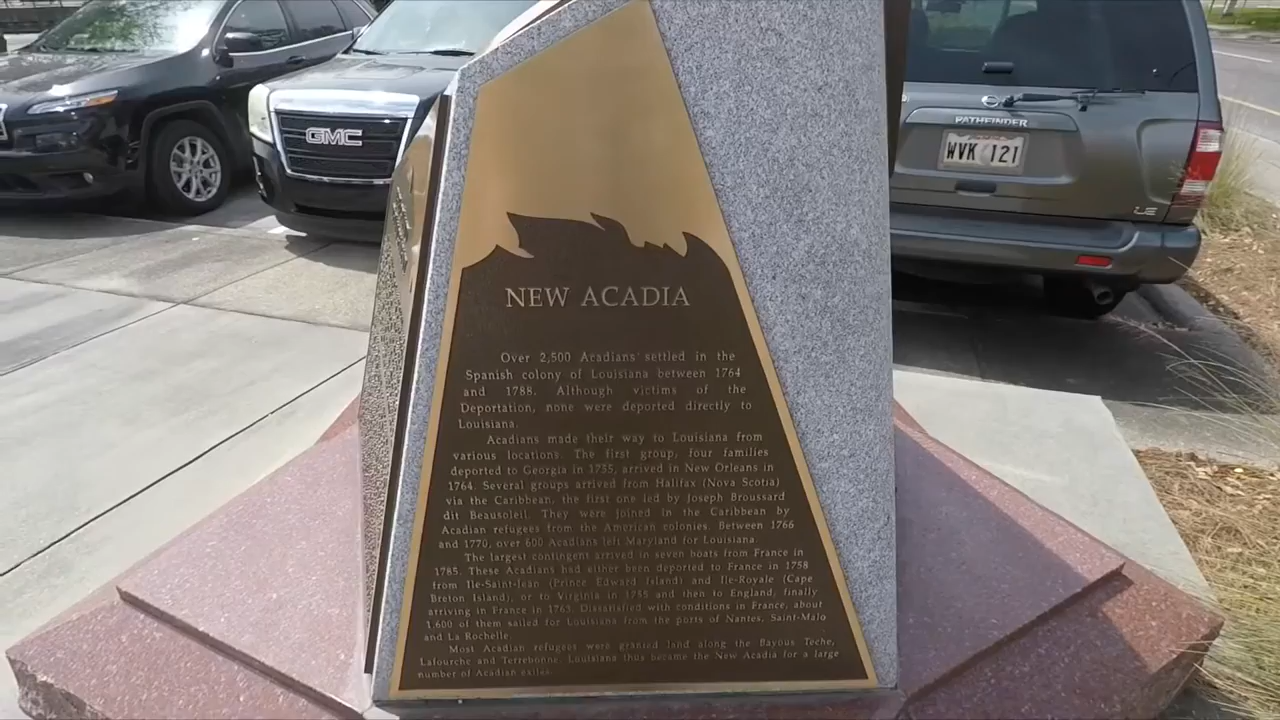 GMC
PATHFINDER
WVK 121
LE
NEW ACADIA
Over 2,500 Acadians settled in the
Spanish colony of Louisiana between 1764
and 1788. Although victims of the
Deportation, none were deported directly to
Louisiana.
Acadians made their way to Louisiana from
various locations. The first group, four families
deported to Georgia in 1755, arrived in New Orleans in
1764. Several groups arrived from Halifax (Nova Scotia)
via the Caribbean, the first one led by Joseph Broussard
dit Beausoleil. They were joined in the Caribbean by
Acadian refugees from the American colonies. Between 1766
and 1770, over 600 Acadians left Maryland for Louisiana.
The largest contingent arrived in seven boats from France in
1785. These Acadians had either been deported to France in 1758
from Ile-Saint-Jean (Prince Edward Island) and Ile-Royale (Cape
Breton Island), or to Virginia in 1755 and then to England, finally
arriving in France in 1763. Dissatisfied with conditions in France, about
1,600 of them sailed for Louisiana from the ports of Nantes, Saint-Malo
and La Rochelle.
Most Acadian refugees were granted land along the Bayous Teche,
Lafourche and Terrebonne. Louisiana thus became the New Acadia for a large
number of Acadian exiles.